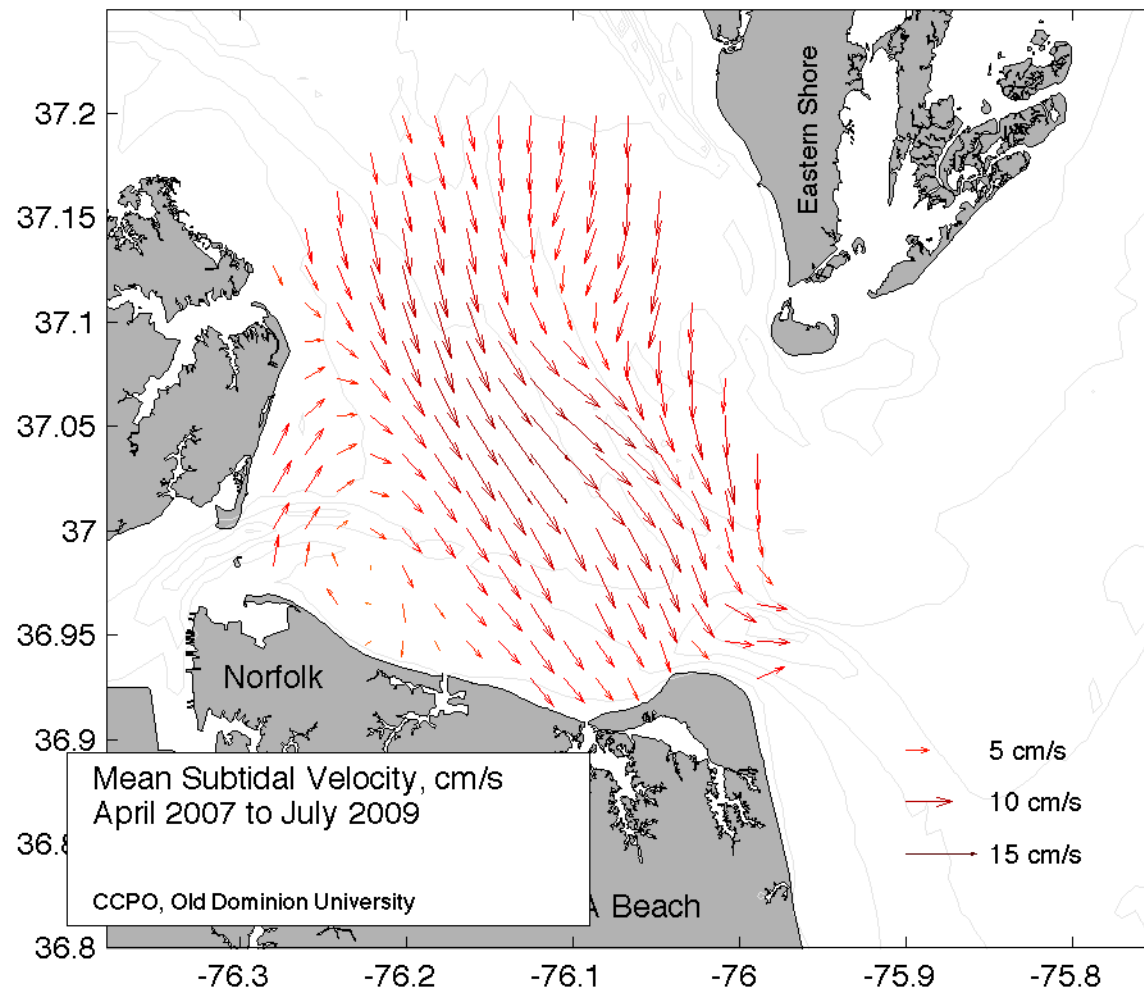 Eastern Shore
37.2
37.15
37.1
37.05
37
36.95
36.9
36.8
36.8
Norfolk
Beach
5 cm/s
10 cm/s
15 cm/s
Mean Subtidal Velocity, cm/s
April 2007 to July 2009
CCPO, Old Dominion University
-76.3
-76.2
-76.1
-76
-75.9
-75.8